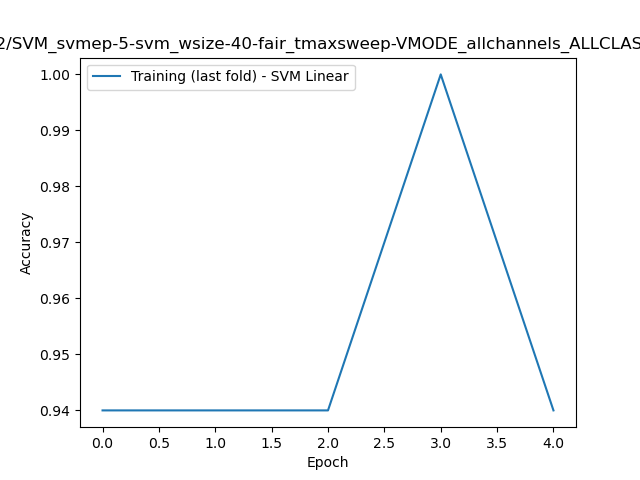 2/SVM_svmep-5-svm_wsize-40-fair_tmaxsweep-VMODE_allchannels_ALLCLAS
Training (last fold) - SVM Linear
1.00
0.99
0.98
0.97
0.96
0.95
0.94
Accuracy
0.0 0.5 1.0 1.5 2.0 2.5 3.0 3.5 4.0
Epoch